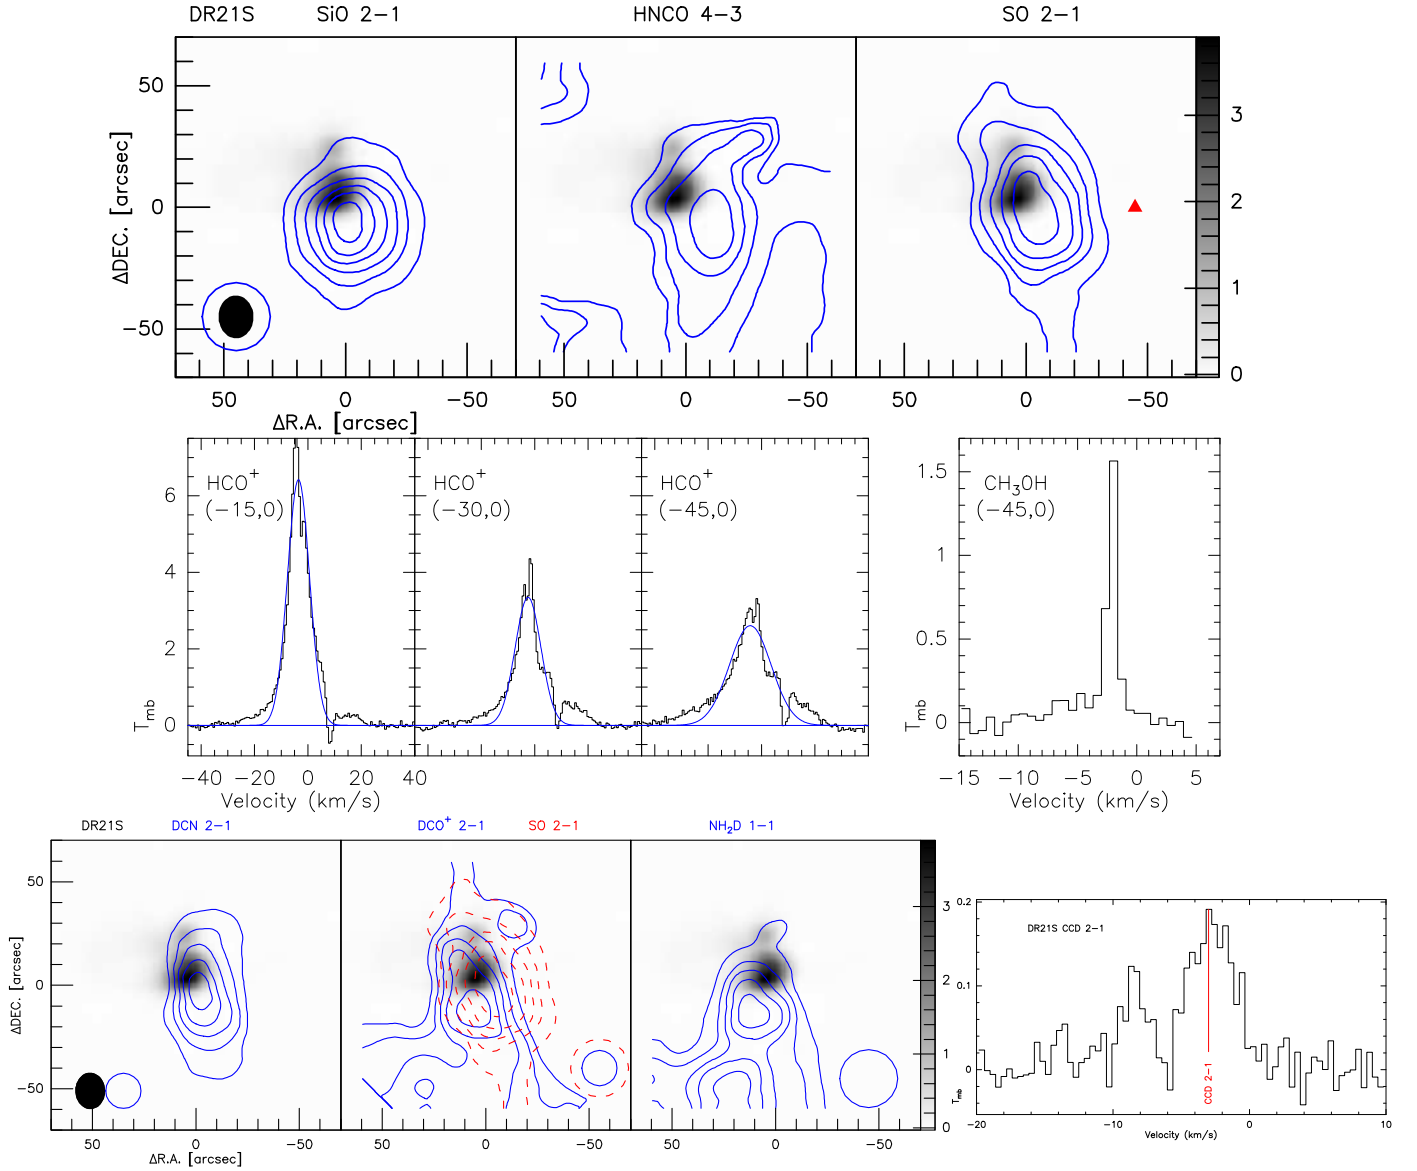 DR21S SiO 2−1 HNCO 4−3 SO 2−1
50
0
−50
ΔDEC. [arcsec]
3
2
1
0
50 0 −50 50 0 −50 50 0 −50
ΔR.A. [arcsec]
HCO+ HCO+ HCO+ CH3OH
(−15,0) (−30,0) (−45,0) (−45,0)
6
4
2
0
Tmb
1.5
1
0.5
0
Tmb
−40 −20 0 20 40 −15 −10 −5 0 5
Velocity (km/s) Velocity (km/s)
DR21S DCN 2−1 DCO+ 2−1 SO 2−1 NH2D 1−1
50
0
−50
ΔDEC. [arcsec]
3
2
1
0
50 0 −50 50 0 −50 50 0 −50
ΔR.A. [arcsec]
0.2
0.1
0
Tmb
DR21S CCD 2−1
CCD 2−1
−20 −10 0 10
Velocity (km/s)